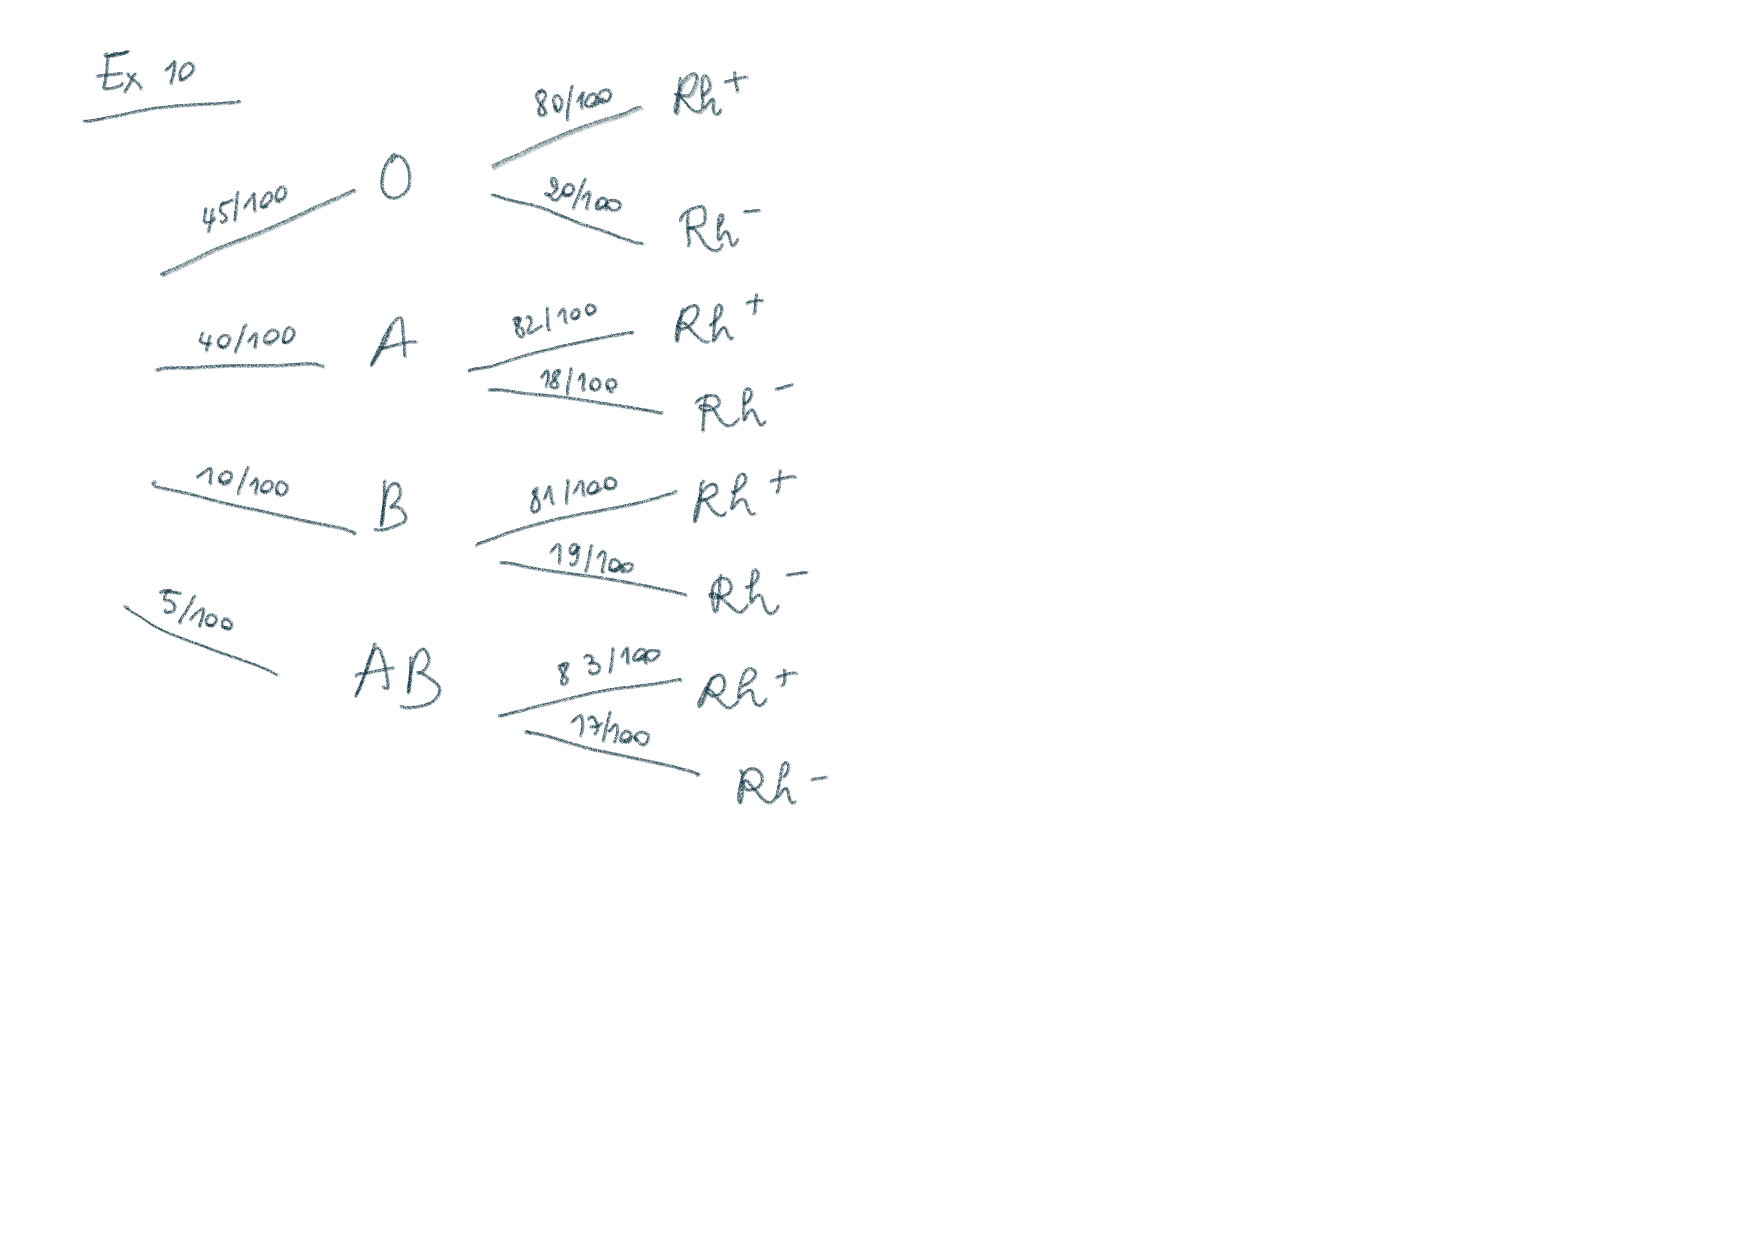 Ex 10
80/100 Rh+
45/100 O
20/100 Rh-
82/100 Rh+
40/100 A
18/100 Rh-
81/100 Rh+
10/100 B
19/100 Rh-
5/100
83/100 Rh+
AB
17/100 Rh-